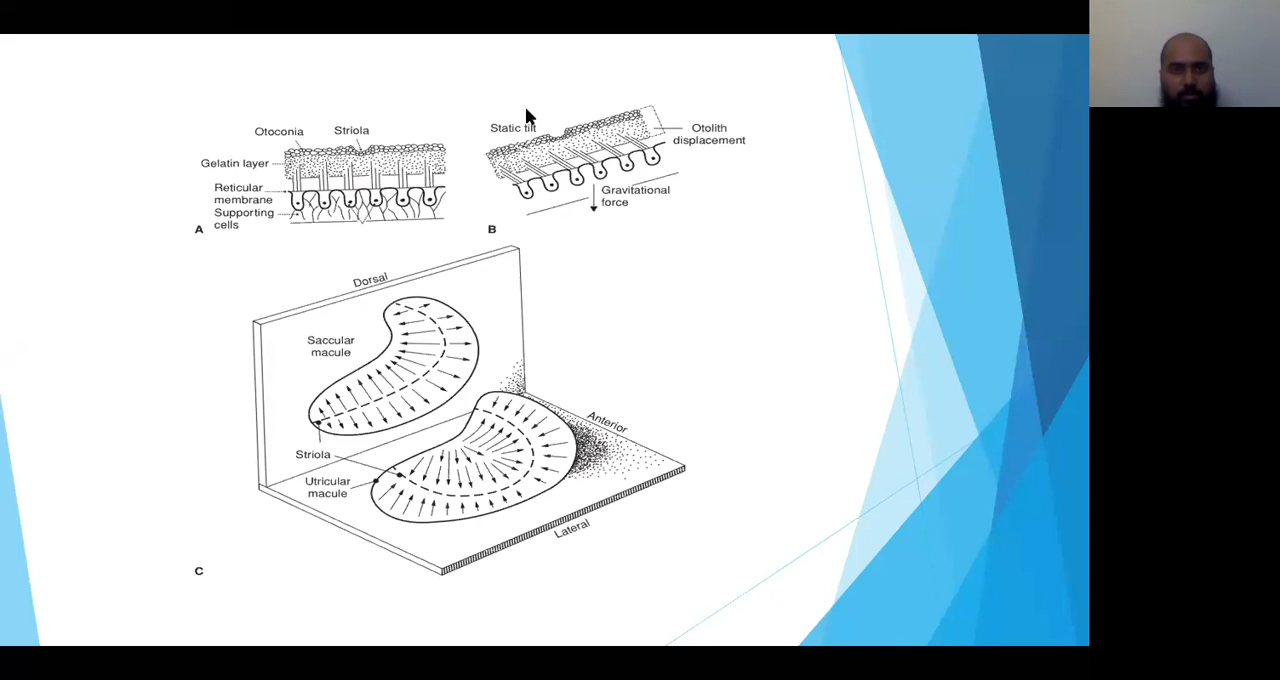 Otoconia
Striola
Gelatin layer
Reticular
membrane
Supporting
cells
A
Static tilt
Otolith
displacement
Gravitational
force
B
Dorsal
Saccular
macule
Anterior
Striola
Utricular
macule
Lateral
C